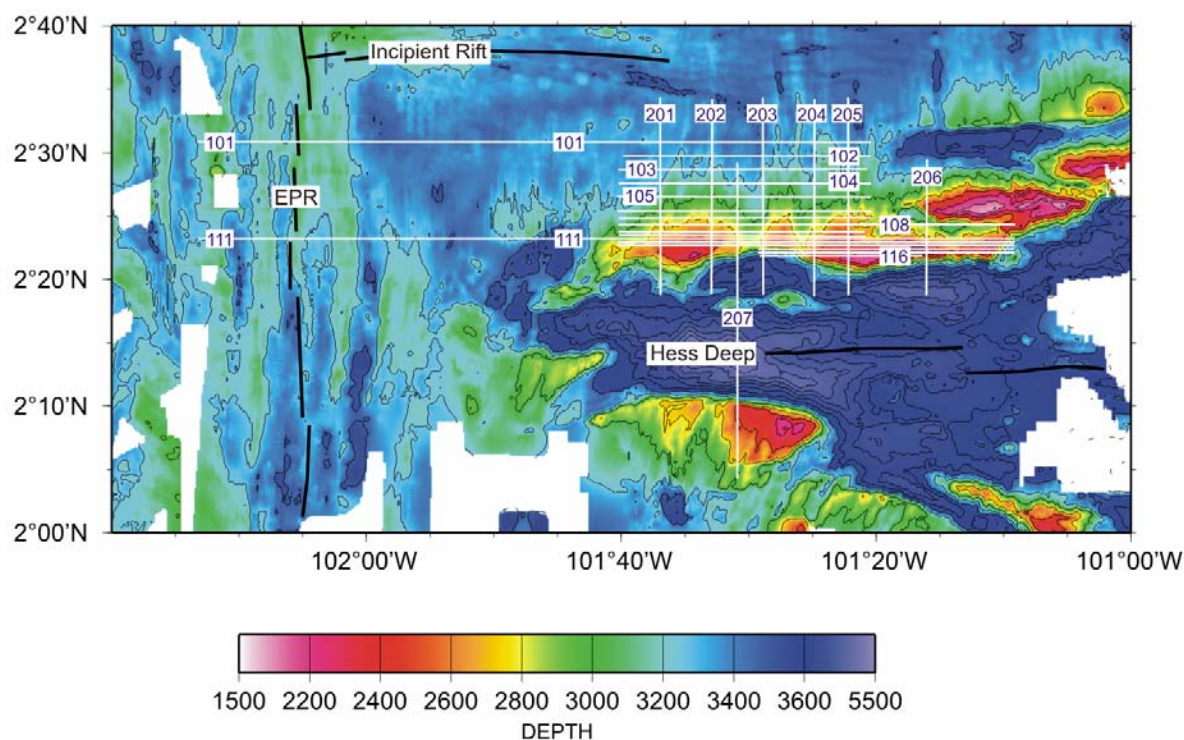 2°40'N
Incipient Rift
201 202 203 204 205
2°30'N
101 101 102
103 104 206
105
EPR
108
111 111
116
2°20'N
207
Hess Deep
2°10'N
2°00'N
102°00'W 101°40'W 101°20'W 101°00'W
1500 2200 2400 2600 2800 3000 3200 3400 3600 5500
DEPTH